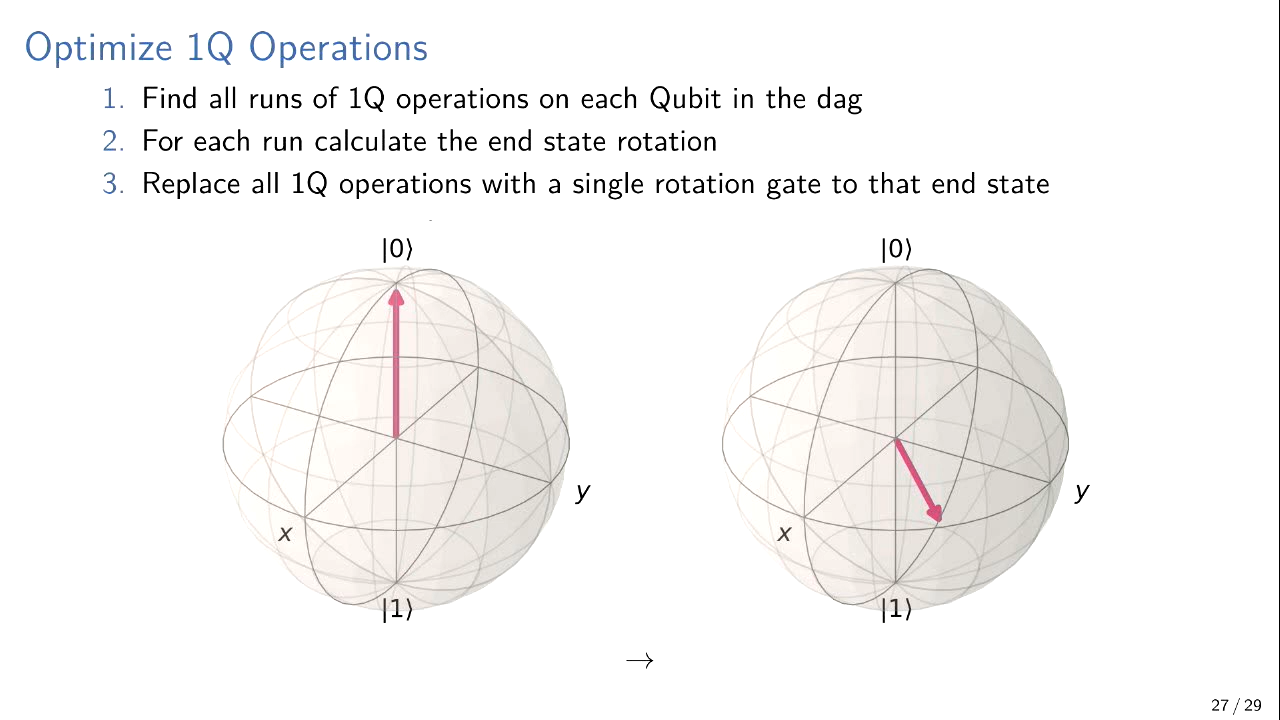 Optimize 1Q Operations
1. Find all runs of 1Q operations on each Qubit in the dag
2. For each run calculate the end state rotation
3. Replace all 1Q operations with a single rotation gate to that end state
|0⟩
|0⟩
y
y
x
x
|1⟩
|1⟩
→
27 / 29